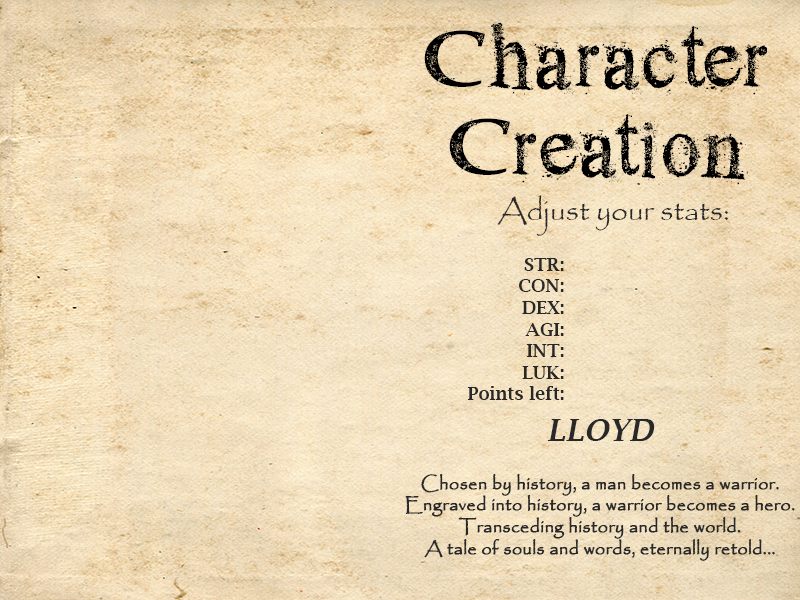 Character
Creation
Adjust your stats:
STR:
CON:
DEX:
AGI:
INT:
LUK:
Points left:
LLOYD
Chosen by history, a man becomes a warrior.
Engraved into history, a warrior becomes a hero.
Transceding history and the world.
A tale of souls and words, eternally retold...